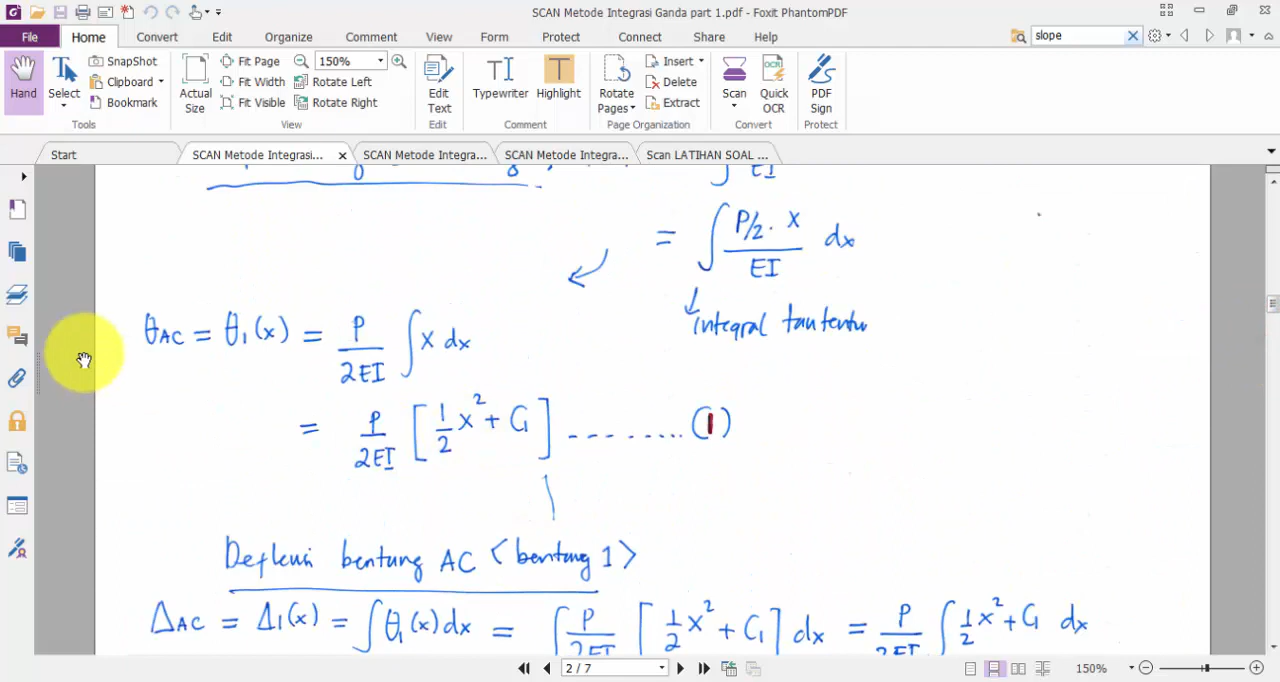 SCAN Metode Integrasi Ganda part 1.pdf - Foxit PhantomPDF
File Home Convert Edit Organize Comment View Form Protect Connect Share Help slope
Hand Select SnapShot Clipboard Bookmark Actual Size Fit Page Fit Width Fit Visible 150% Rotate Left Rotate Right Edit Text Typewriter Highlight Rotate Pages Insert Delete Extract Scan Quick OCR PDF Sign
Tools View Edit Comment Page Organization Convert Protect
Start SCAN Metode Integrasi... SCAN Metode Integra... SCAN Metode Integra... Scan LATIHAN SOAL ...
∫ EI
= ∫ (P/2 . x)/EI dx
integral tan tentu
θAC = θ1(x) = P/2EI ∫ x dx
= P/2EI [1/2 x² + C1] --------- (1)
Defleksi bentang AC <bentang 1>
ΔAC = Δ1(x) = ∫ θ1(x) dx = ∫ P/2EI [1/2 x² + C1] dx = P/2EI ∫ 1/2 x² + C1 dx
2 / 7 150%